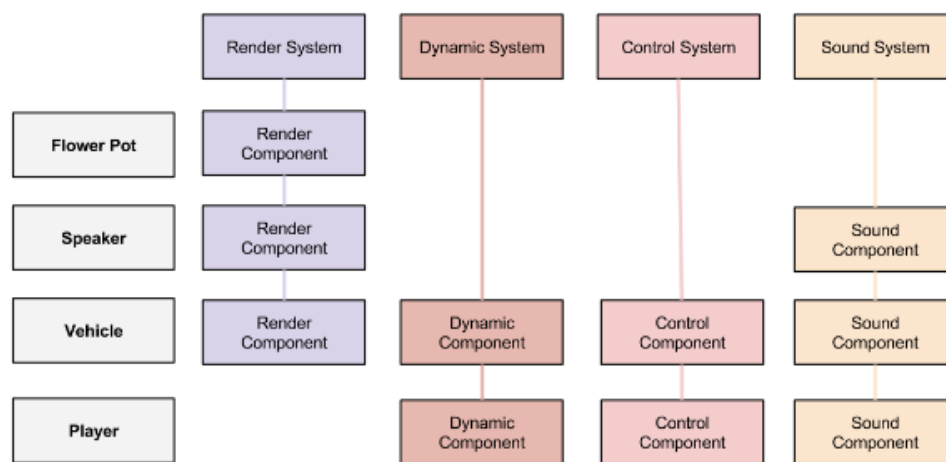 Render System
Dynamic System
Control System
Sound System
Flower Pot
Render
Component
Speaker
Render
Component
Sound
Component
Vehicle
Render
Component
Dynamic
Component
Control
Component
Sound
Component
Player
Dynamic
Component
Control
Component
Sound
Component